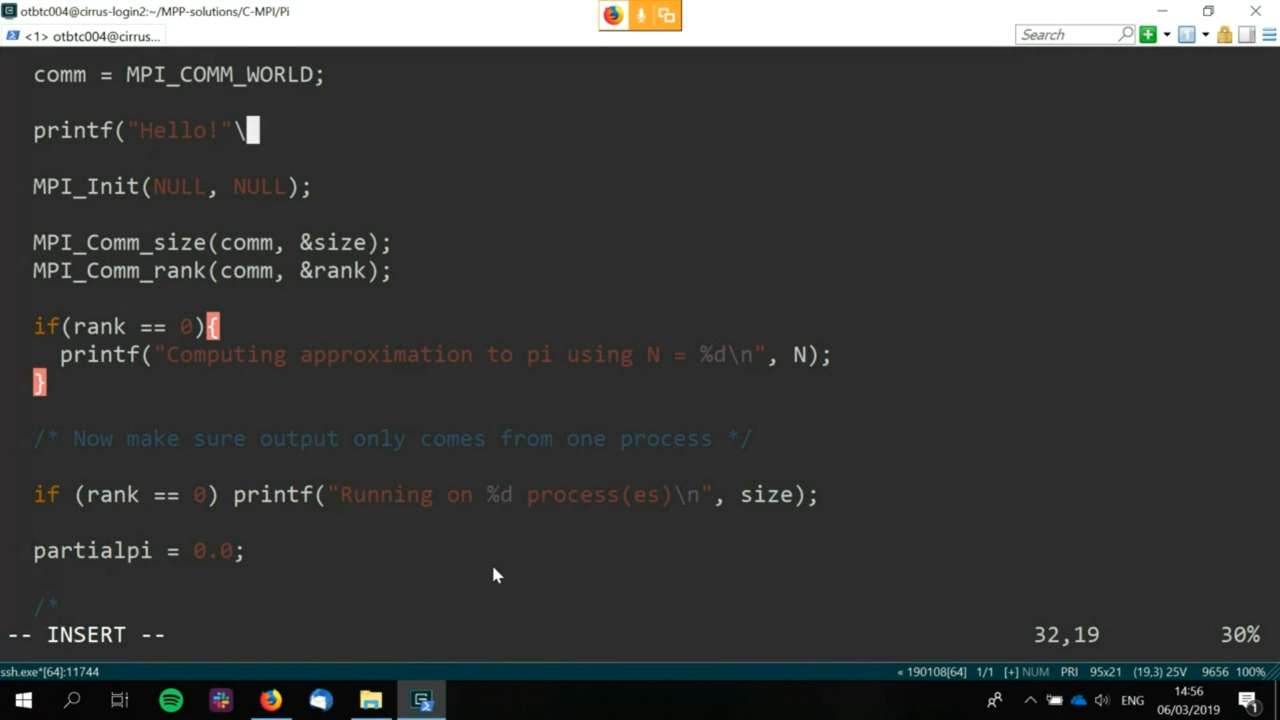 otbtc004@cirrus-login2:~/MPP-solutions/C-MPI/Pi
<1> otbtc004@cirrus...
Search
comm = MPI_COMM_WORLD;
printf("Hello!"\
MPI_Init(NULL, NULL);
MPI_Comm_size(comm, &size);
MPI_Comm_rank(comm, &rank);
if(rank == 0){
printf("Computing approximation to pi using N = %d\n", N);
}
/* Now make sure output only comes from one process */
if (rank == 0) printf("Running on %d process(es)\n", size);
partialpi = 0.0;
/*
-- INSERT -- 32,19 30%
ssh.exe*[64]:11744 « 190108[64] 1/1 [+] NUM PRI 95x21 (19,3) 25V 9656 100%
ENG
14:56
06/03/2019
1